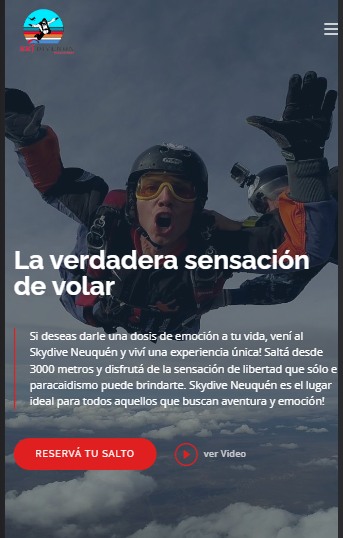 La verdadera sensación
de volar
Si deseas darle una dosis de emoción a tu vida, vení al
Skydive Neuquén y viví una experiencia única! Saltá desde
3000 metros y disfrutá de la sensación de libertad que sólo e
paracaidismo puede brindarte. Skydive Neuquén es el lugar
ideal para todos aquellos que buscan aventura y emoción!
RESERVÁ TU SALTO
ver Video